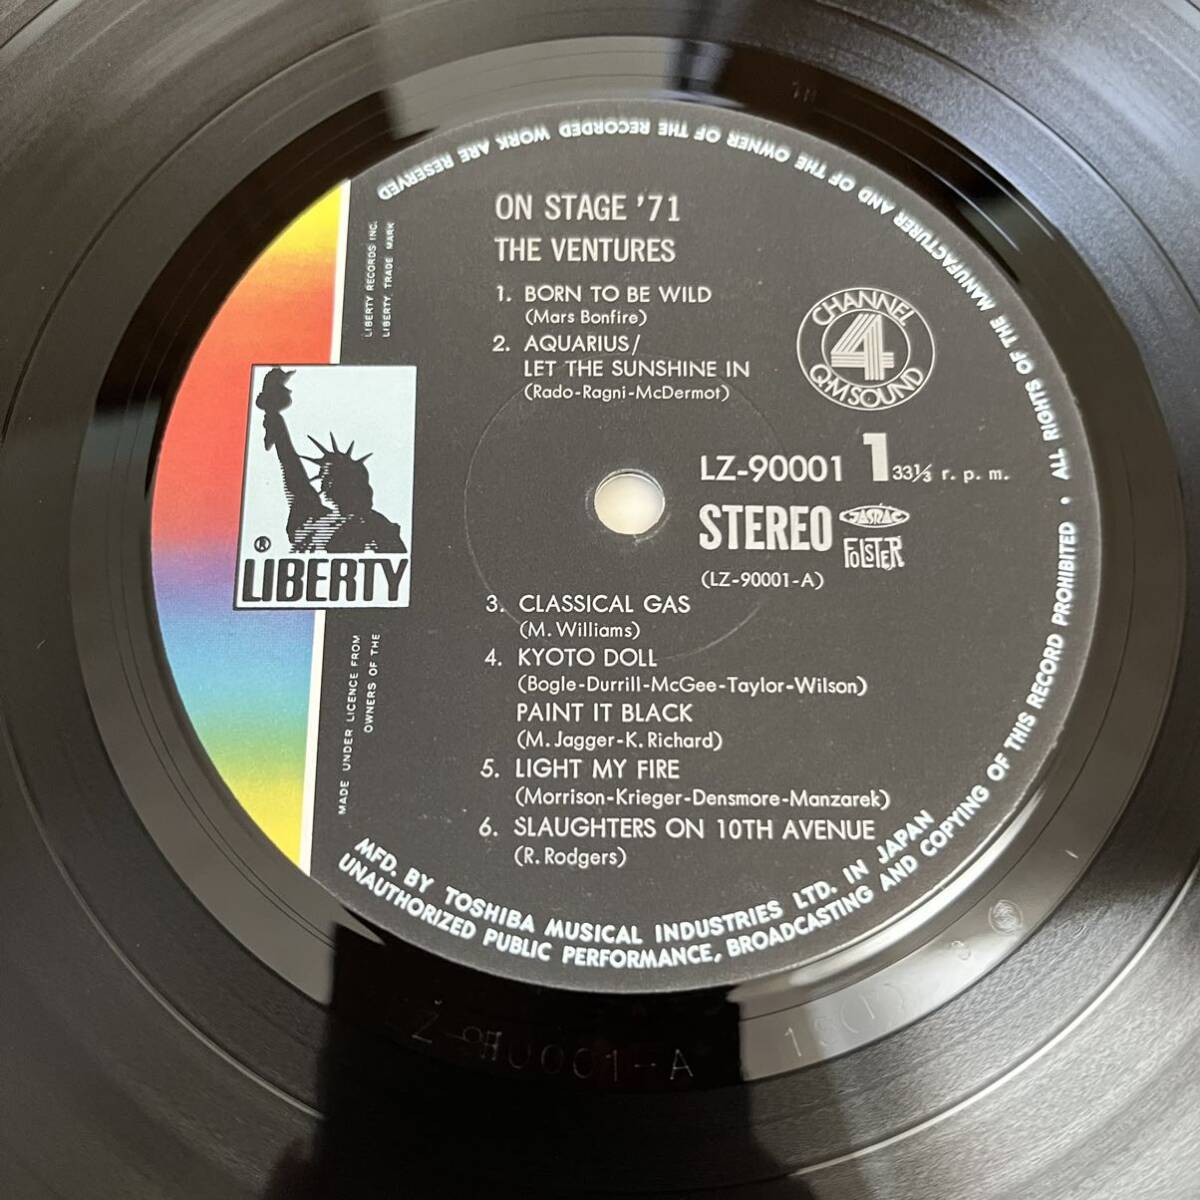 ON STAGE '71
THE VENTURES
1. BORN TO BE WILD
(Mars Bonfire)
2. AQUARIUS/
LET THE SUNSHINE IN
(Rado-Ragni-McDermot)
CHANNEL
4
Q·M SOUND
LZ-90001 1 33⅓ r. p. m.
STEREO JASRAC
FOLSTER
(LZ-90001-A)
3. CLASSICAL GAS
(M. Williams)
4. KYOTO DOLL
(Bogle-Durrill-McGee-Taylor-Wilson)
PAINT IT BLACK
(M. Jagger-K. Richard)
5. LIGHT MY FIRE
(Morrison-Krieger-Densmore-Manzarek)
6. SLAUGHTERS ON 10TH AVENUE
(R. Rodgers)
® LIBERTY
LIBERTY RECORDS INC.
LIBERTY, TRADE MARK
MADE UNDER LICENCE FROM
OWNERS OF THE
MFD. BY TOSHIBA MUSICAL INDUSTRIES LTD. IN JAPAN
UNAUTHORIZED PUBLIC PERFORMANCE, BROADCASTING AND COPYING OF THIS RECORD PROHIBITED • ALL RIGHTS OF THE MANUFACTURER AND OF THE OWNER OF THE RECORDED WORK ARE RESERVED